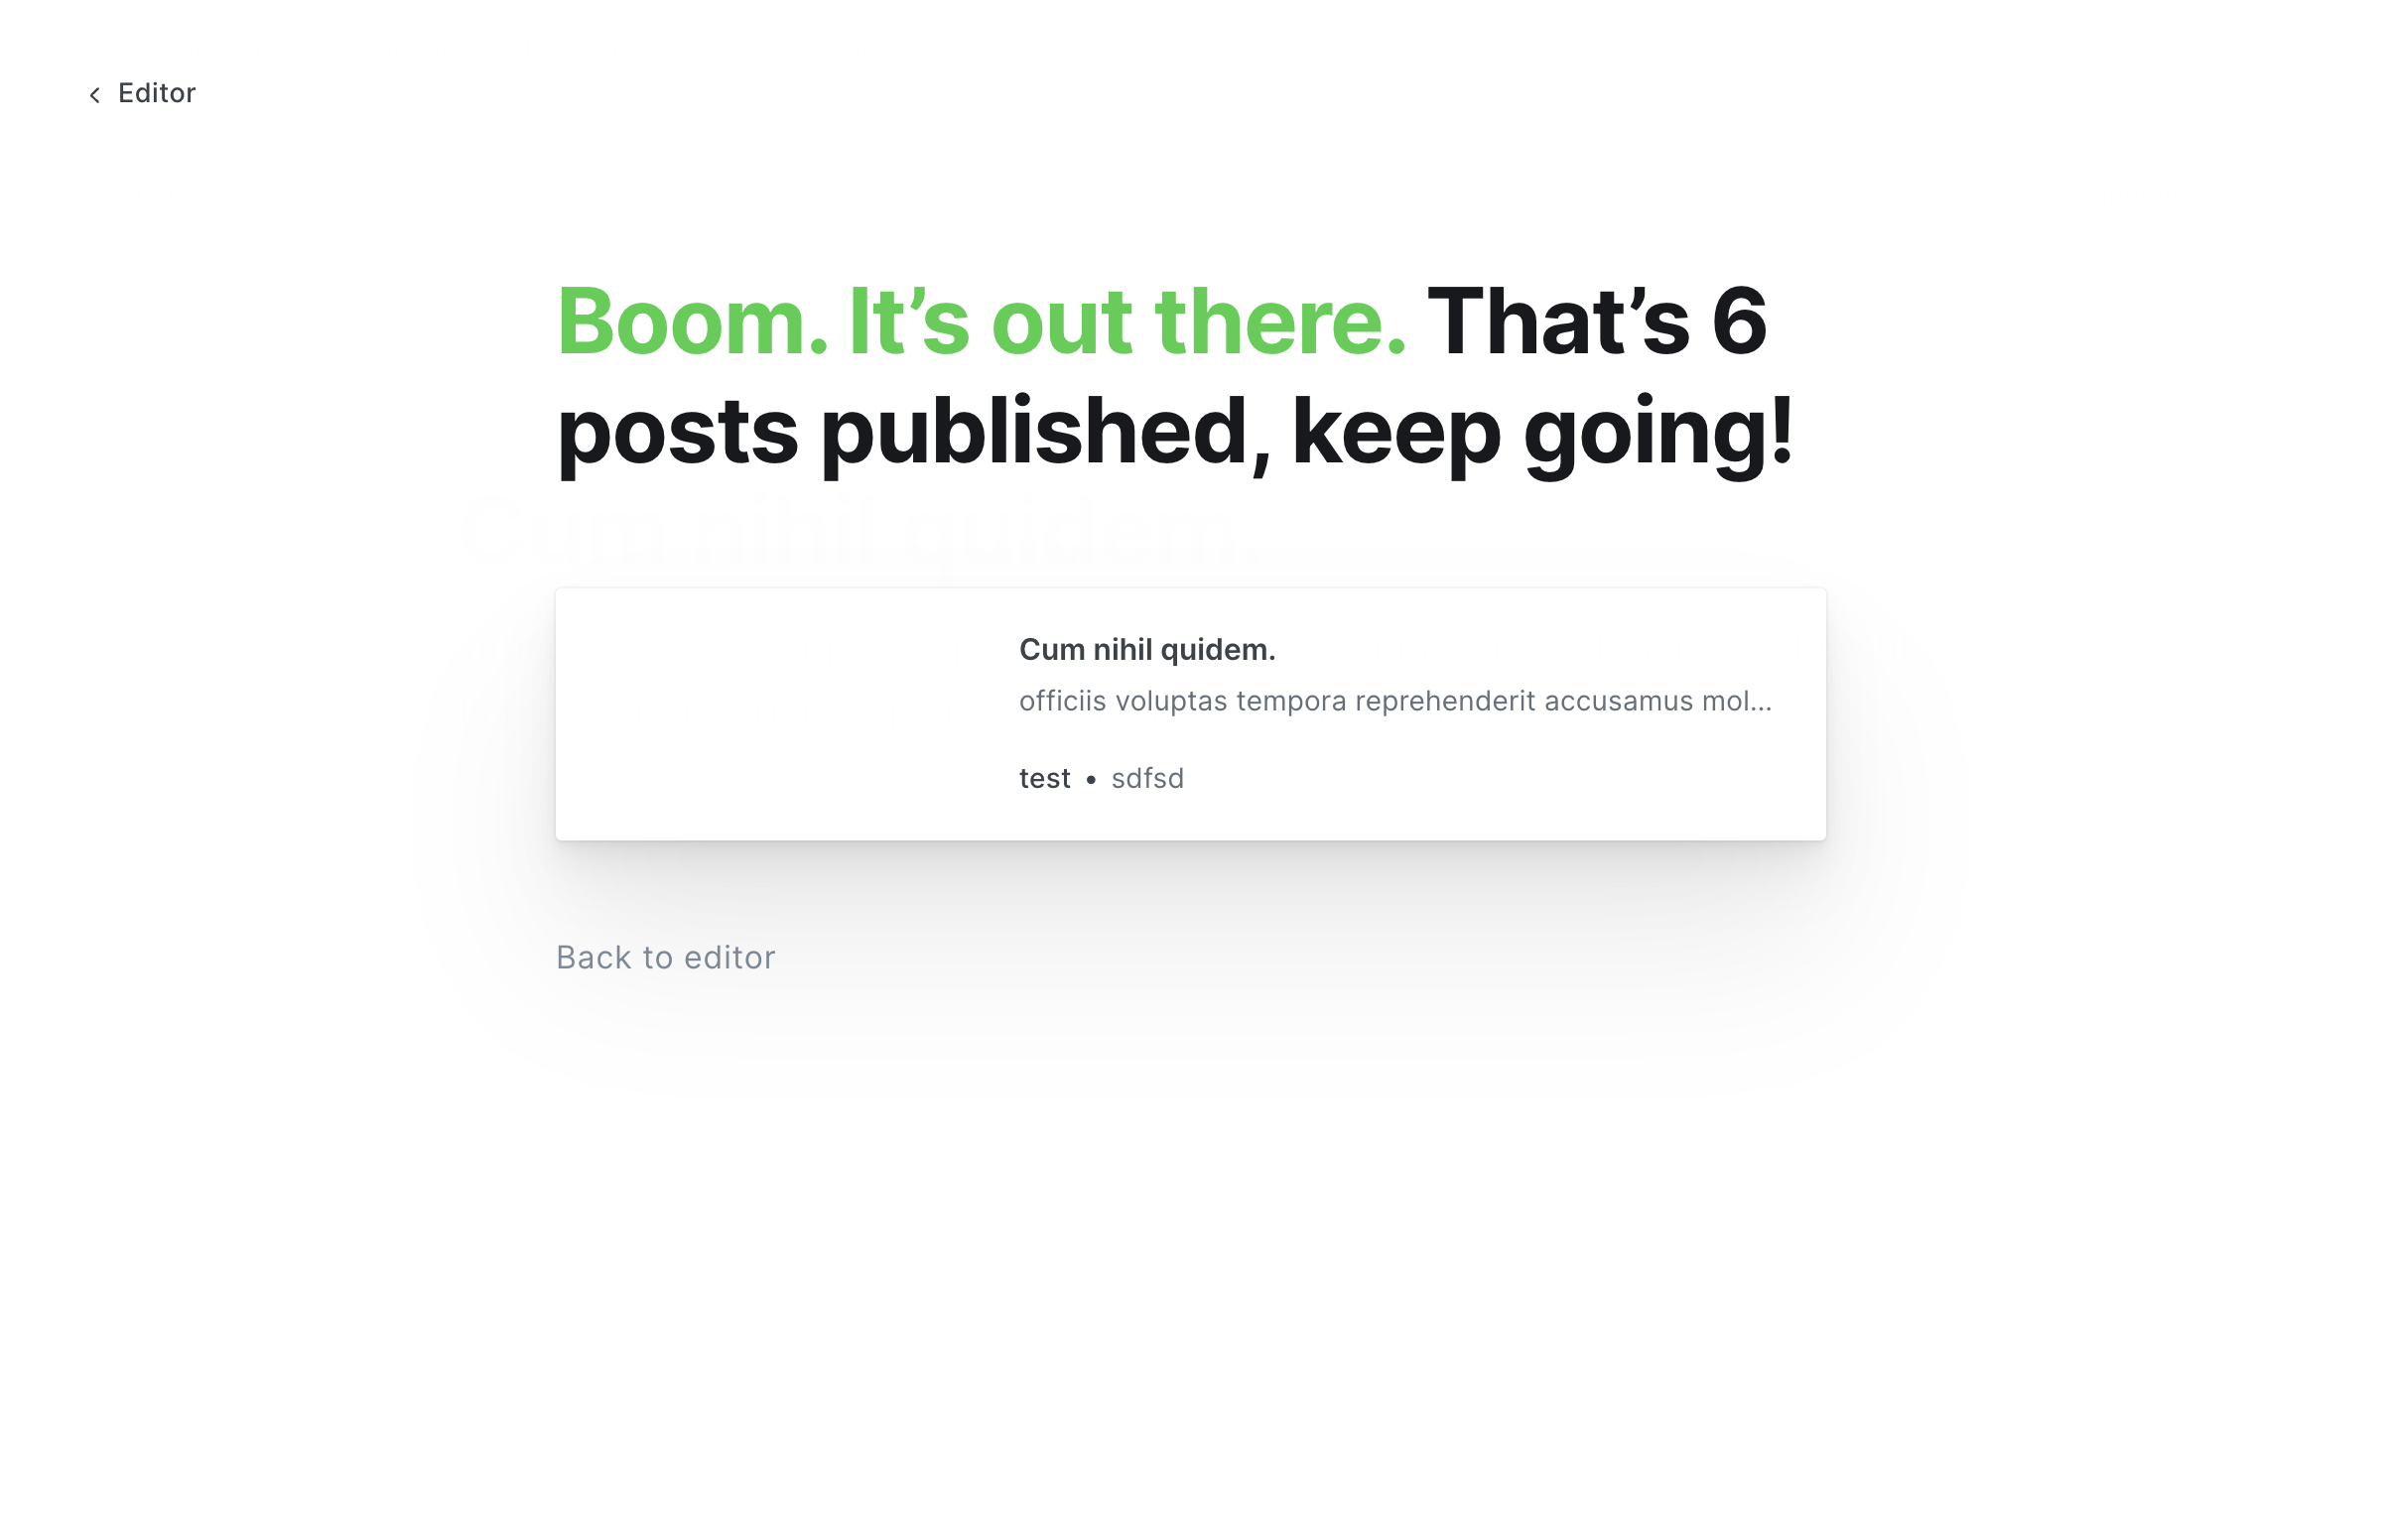 Editor
Boom. It’s out there. That’s 6
posts published, keep going!
Cum nihil quidem.
Cum nihil quidem.
officiis voluptas tempora reprehenderit accusamus mol...
test • sdfsd
Back to editor